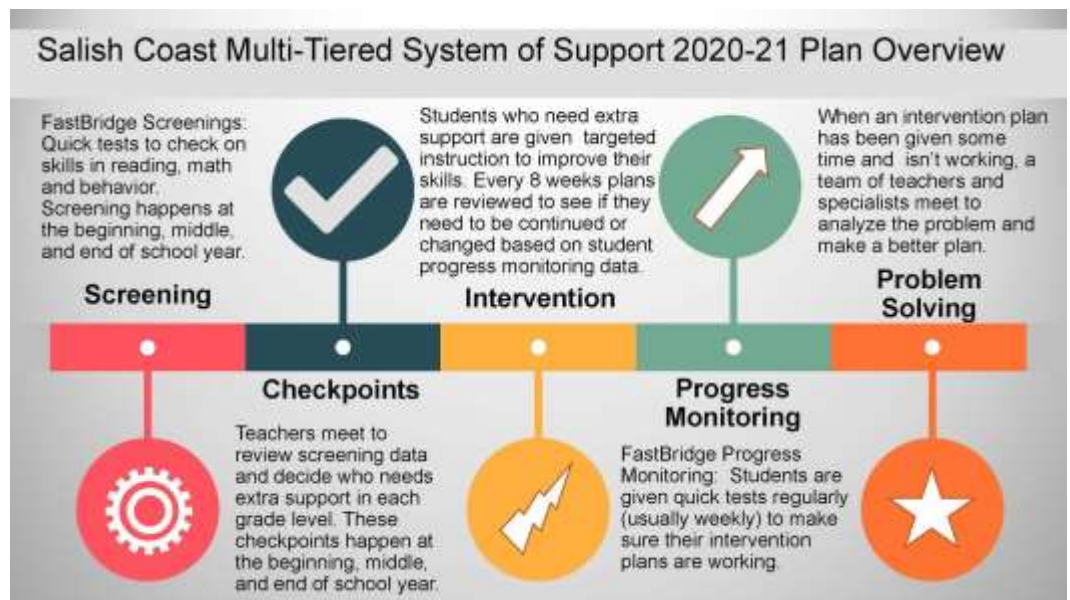 Salish Coast Multi-Tiered System of Support 2020-21 Plan Overview
FastBridge Screenings:
Quick tests to check on
skills in reading, math
and behavior.
Screening happens at
the beginning, middle,
and end of school year.
Screening
Checkpoints
Teachers meet to
review screening data
and decide who needs
extra support in each
grade level. These
checkpoints happen at
the beginning, middle,
and end of school year.
Students who need extra
support are given targeted
instruction to improve their
skills. Every 8 weeks plans
are reviewed to see if they
need to be continued or
changed based on student
progress monitoring data.
Intervention
Progress
Monitoring
FastBridge Progress
Monitoring: Students are
given quick tests regularly
(usually weekly) to make
sure their intervention
plans are working.
When an intervention plan
has been given some
time and isn't working, a
team of teachers and
specialists meet to
analyze the problem and
make a better plan.
Problem
Solving